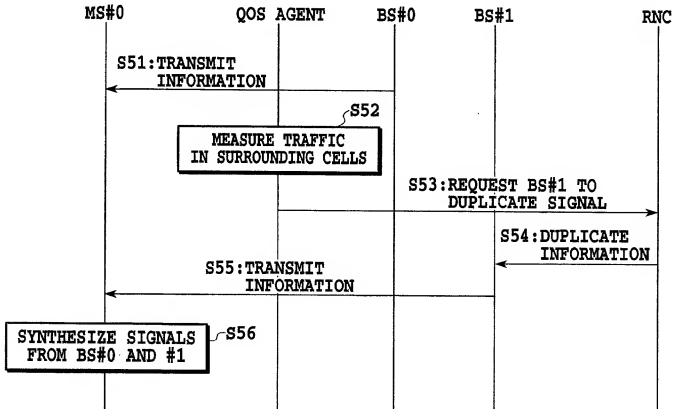 MS#0 QOS AGENT BS#0 BS#1 RNC
S51:TRANSMIT
INFORMATION
S52
MEASURE TRAFFIC
IN SURROUNDING CELLS
S53:REQUEST BS#1 TO
DUPLICATE SIGNAL
S54:DUPLICATE
INFORMATION
S55:TRANSMIT
INFORMATION
S56
SYNTHESIZE SIGNALS
FROM BS#0 AND #1